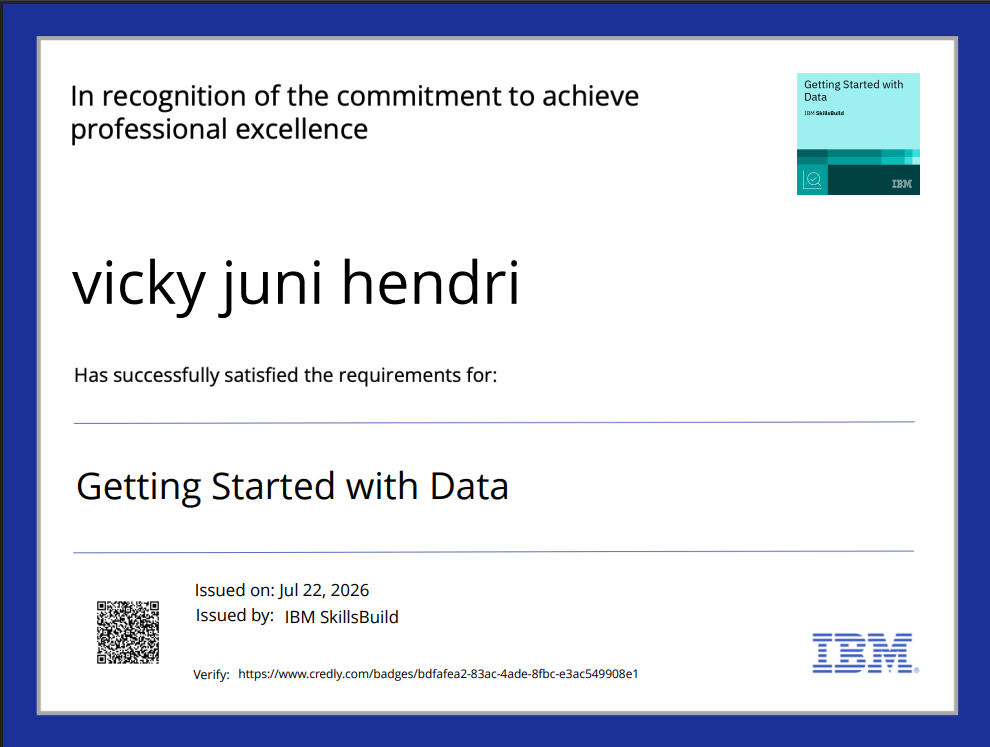 In recognition of the commitment to achieve
professional excellence
Getting Started with
Data
IBM SkillsBuild
IBM
vicky juni hendri
Has successfully satisfied the requirements for:
Getting Started with Data
Issued on: Jul 22, 2026
Issued by: IBM SkillsBuild
Verify: https://www.credly.com/badges/bdfafea2-83ac-4ade-8fbc-e3ac549908e1
IBM®